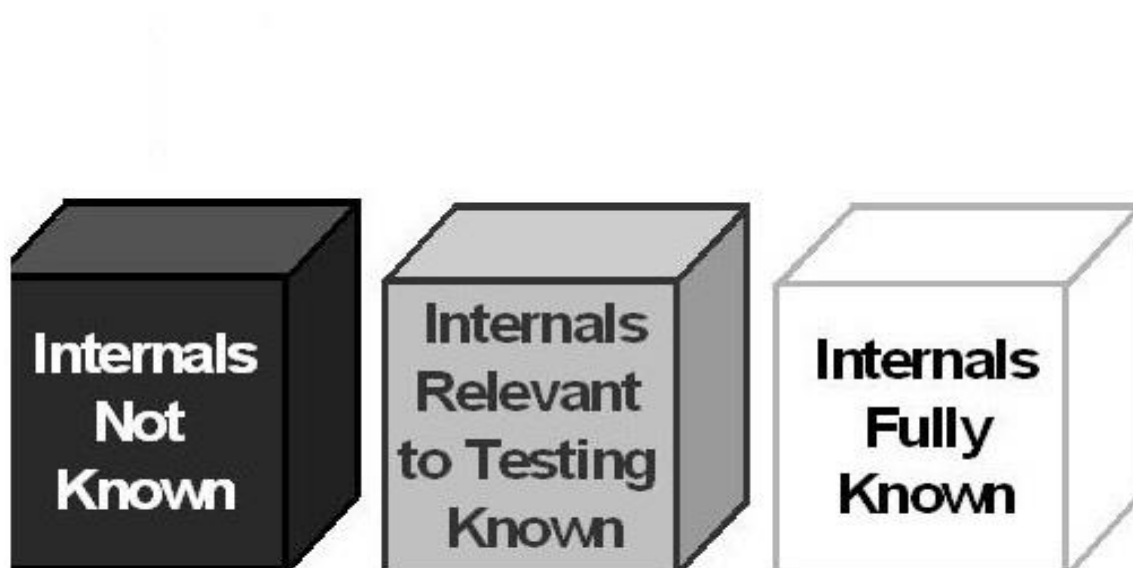 Internals
Not
Known
Internals
Relevant
to Testing
Known
Internals
Fully
Known